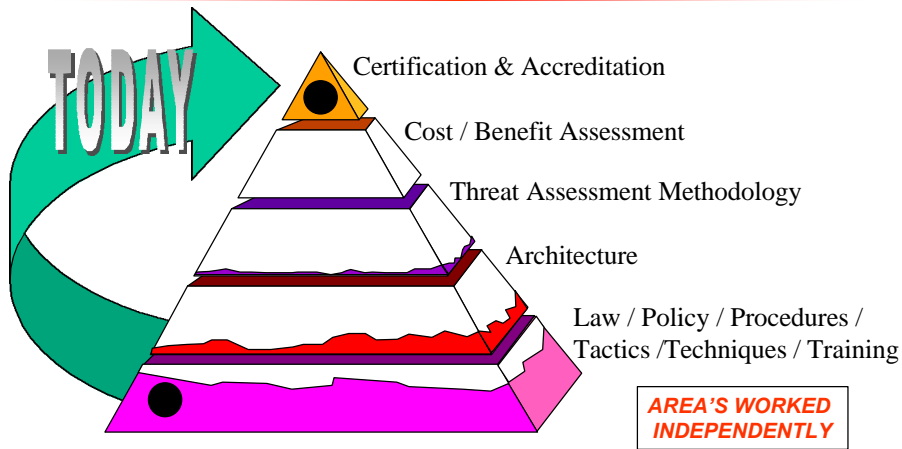 TODAY
Certification & Accreditation
Cost / Benefit Assessment
Threat Assessment Methodology
Architecture
Law / Policy / Procedures /
Tactics /Techniques / Training
AREA'S WORKED
INDEPENDENTLY